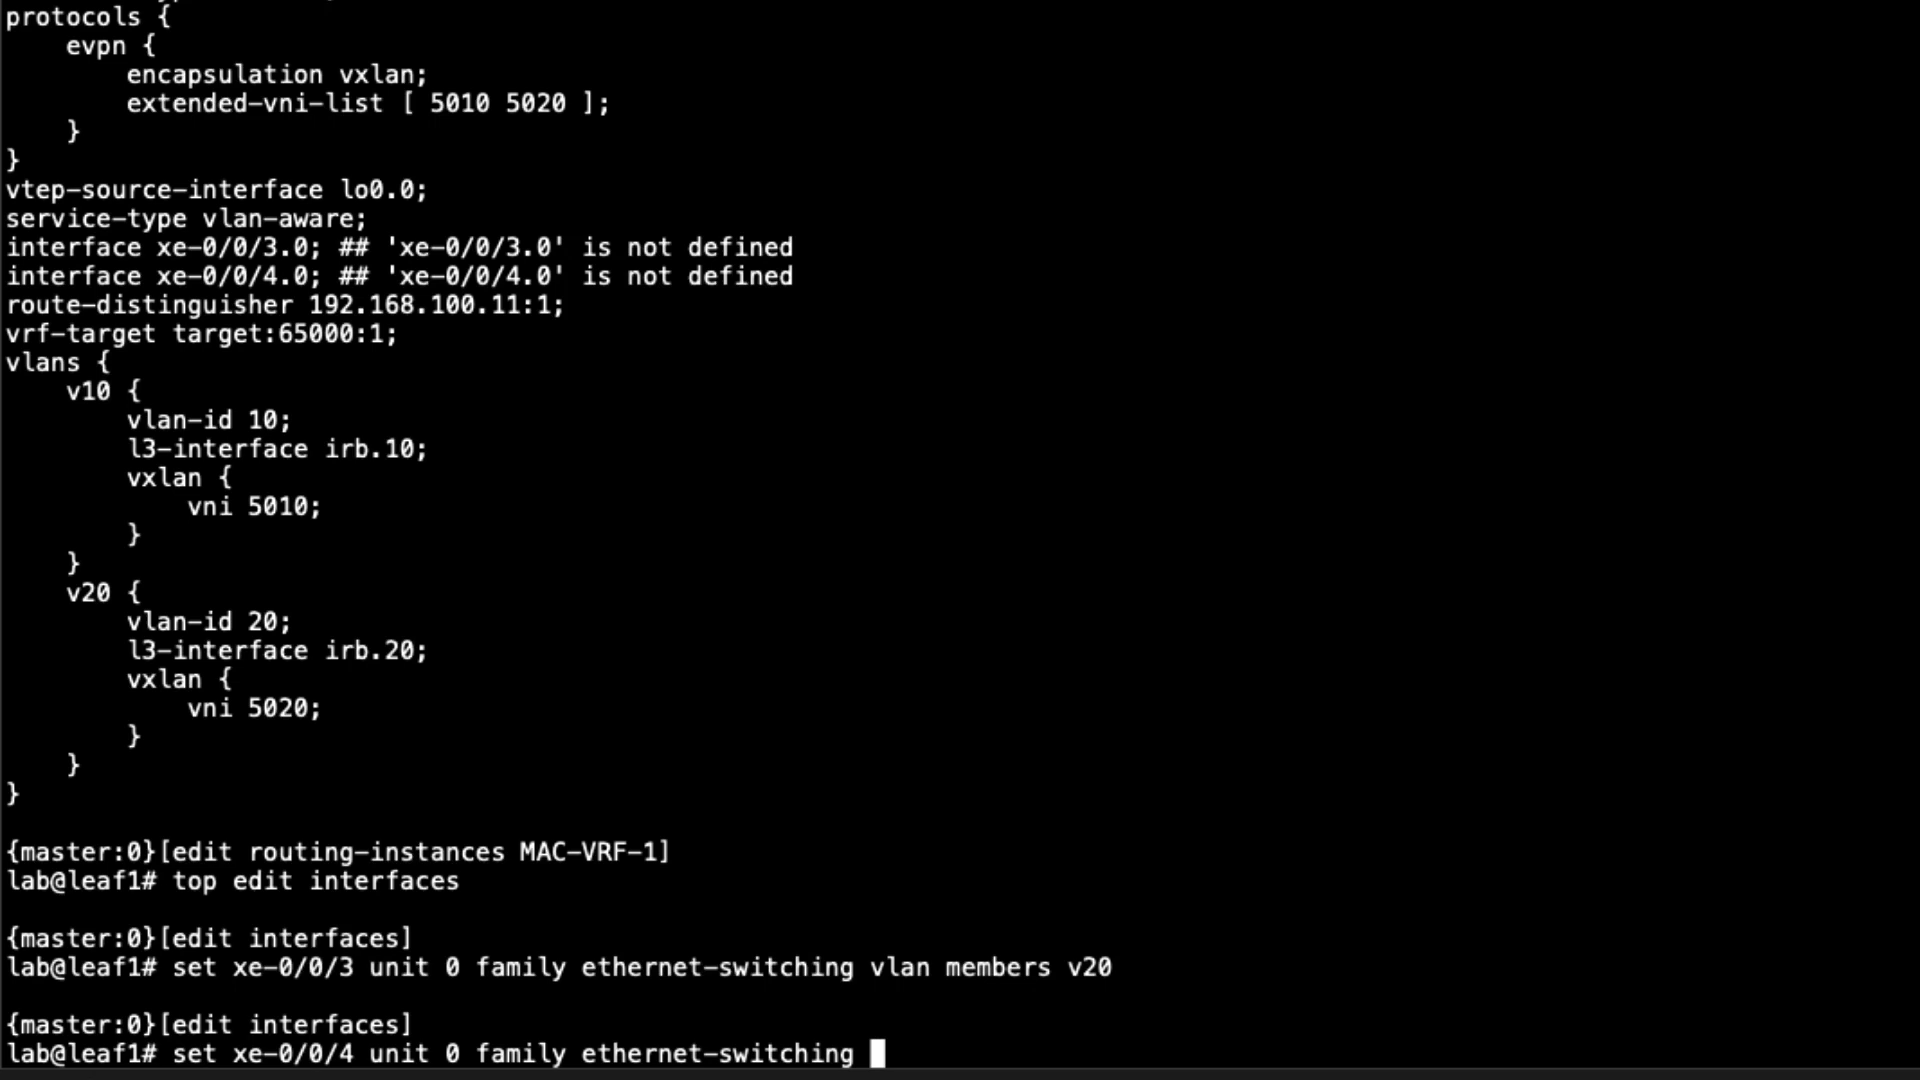 protocols {
    evpn {
        encapsulation vxlan;
        extended-vni-list [ 5010 5020 ];
    }
}
vtep-source-interface lo0.0;
service-type vlan-aware;
interface xe-0/0/3.0; ## 'xe-0/0/3.0' is not defined
interface xe-0/0/4.0; ## 'xe-0/0/4.0' is not defined
route-distinguisher 192.168.100.11:1;
vrf-target target:65000:1;
vlans {
    v10 {
        vlan-id 10;
        l3-interface irb.10;
        vxlan {
            vni 5010;
        }
    }
    v20 {
        vlan-id 20;
        l3-interface irb.20;
        vxlan {
            vni 5020;
        }
    }
}
{master:0}[edit routing-instances MAC-VRF-1]
lab@leaf1# top edit interfaces
{master:0}[edit interfaces]
lab@leaf1# set xe-0/0/3 unit 0 family ethernet-switching vlan members v20
{master:0}[edit interfaces]
lab@leaf1# set xe-0/0/4 unit 0 family ethernet-switching